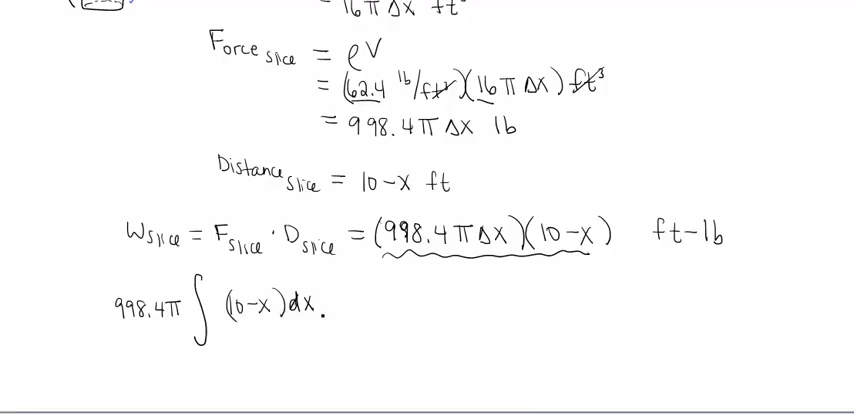 = 16π Δx ft³
Force slice = ρV
= (62.4 lb/ft³)(16π Δx) ft³
= 998.4π Δx lb
Distance slice = 10-x ft
W slice = F slice · D slice = (998.4π Δx)(10-x) ft-lb
998.4π ∫ (10-x)dx.